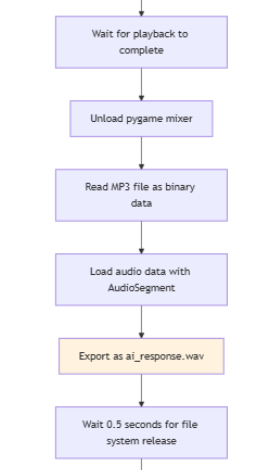 Wait for playback to
complete
Unload pygame mixer
Read MP3 file as binary
data
Load audio data with
AudioSegment
Export as ai_response.wav
Wait 0.5 seconds for file
system release